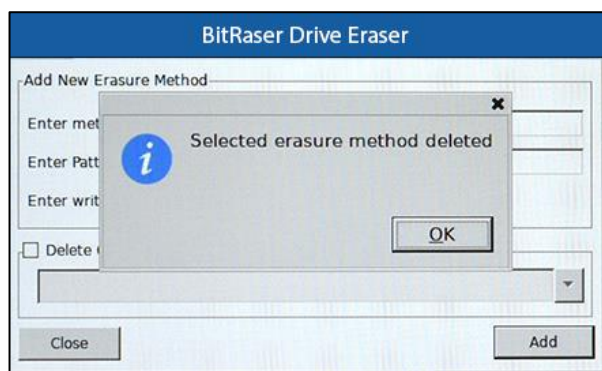 BitRaser Drive Eraser
Add New Erasure Method
Enter met
Selected erasure method deleted
Enter Patt
Enter writ
OK
Delete
Close
Add